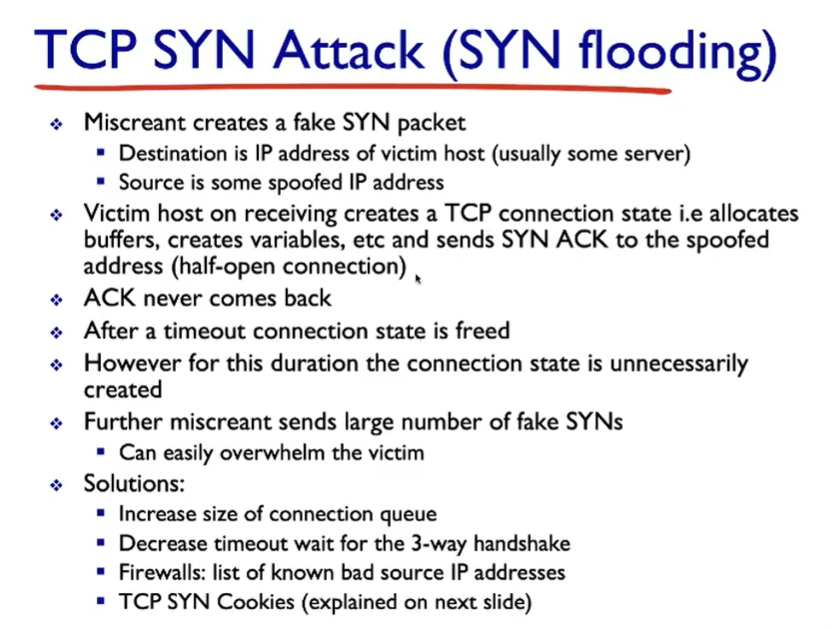 TCP SYN Attack (SYN flooding)
Miscreant creates a fake SYN packet
Destination is IP address of victim host (usually some server)
Source is some spoofed IP address
Victim host on receiving creates a TCP connection state i.e allocates
buffers, creates variables, etc and sends SYN ACK to the spoofed
address (half-open connection)
ACK never comes back
After a timeout connection state is freed
However for this duration the connection state is unnecessarily
created
Further miscreant sends large number of fake SYNs
Can easily overwhelm the victim
Solutions:
Increase size of connection queue
Decrease timeout wait for the 3-way handshake
Firewalls: list of known bad source IP addresses
TCP SYN Cookies (explained on next slide)